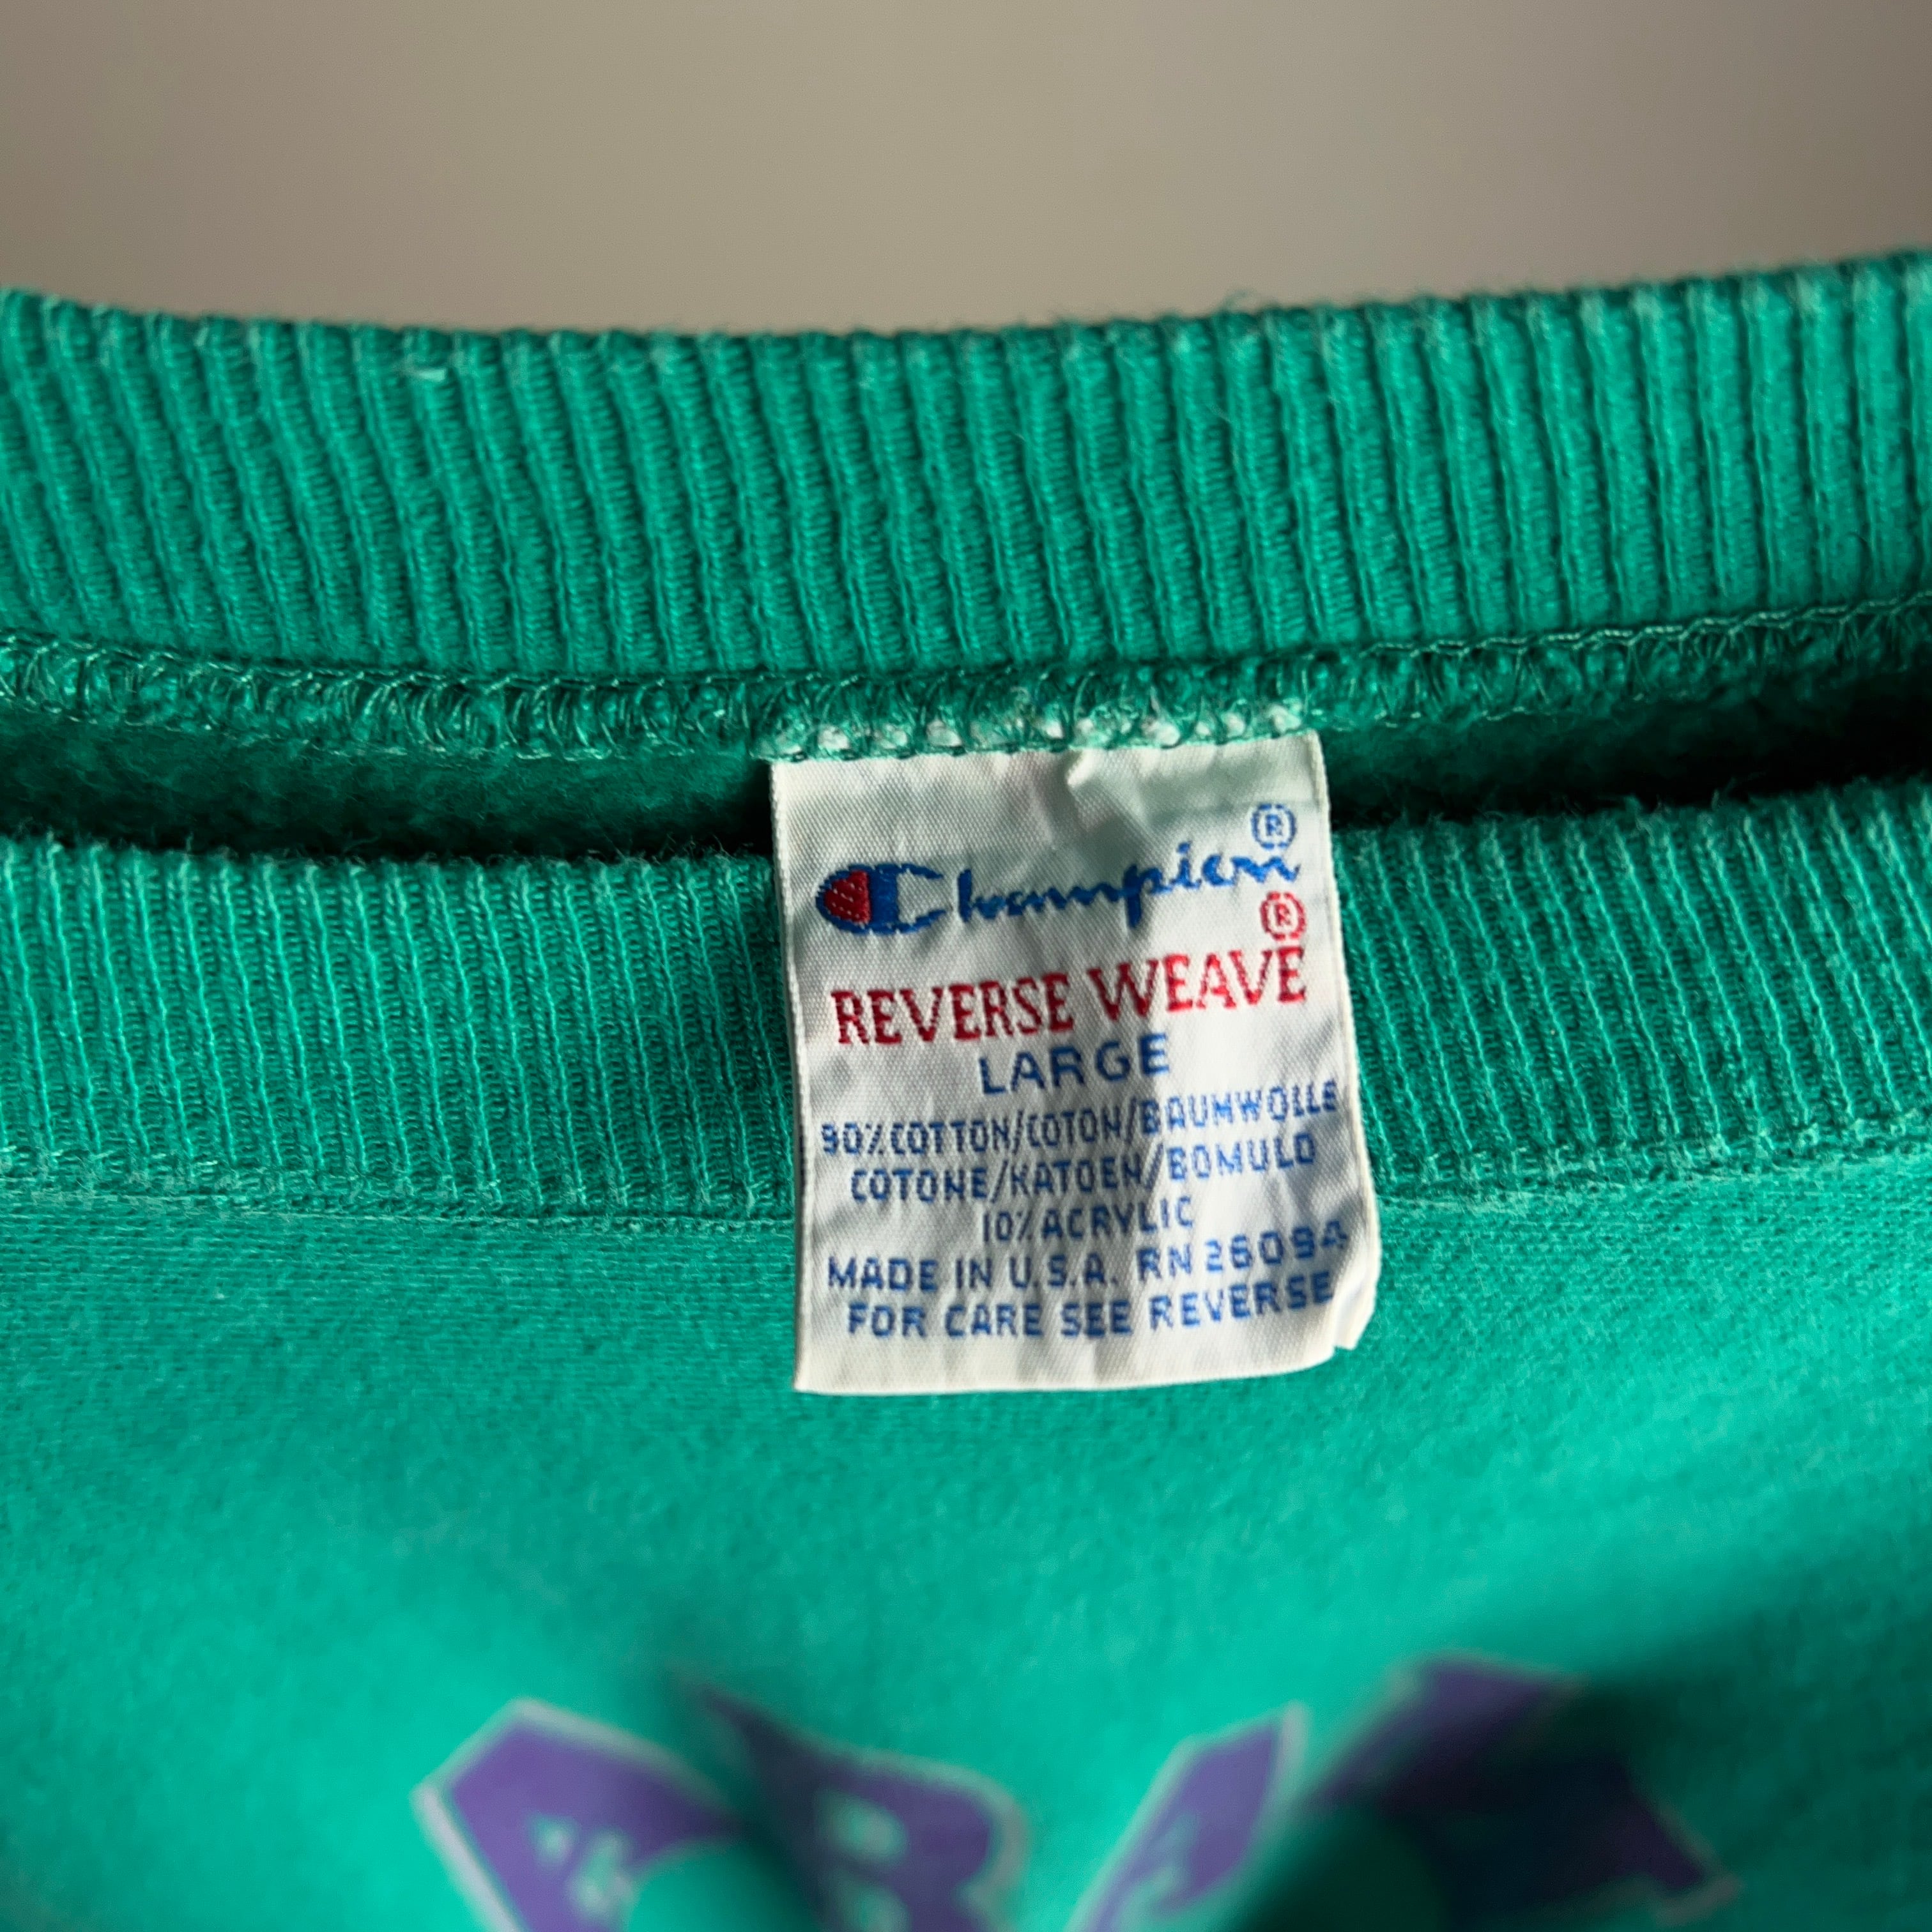 Champion®
REVERSE WEAVE®
LARGE
90% COTTON/COTON/BAUMWOLLE
COTONE/KATOEN/BOMULD
10% ACRYLIC
MADE IN U.S.A. RN 26094
FOR CARE SEE REVERSE